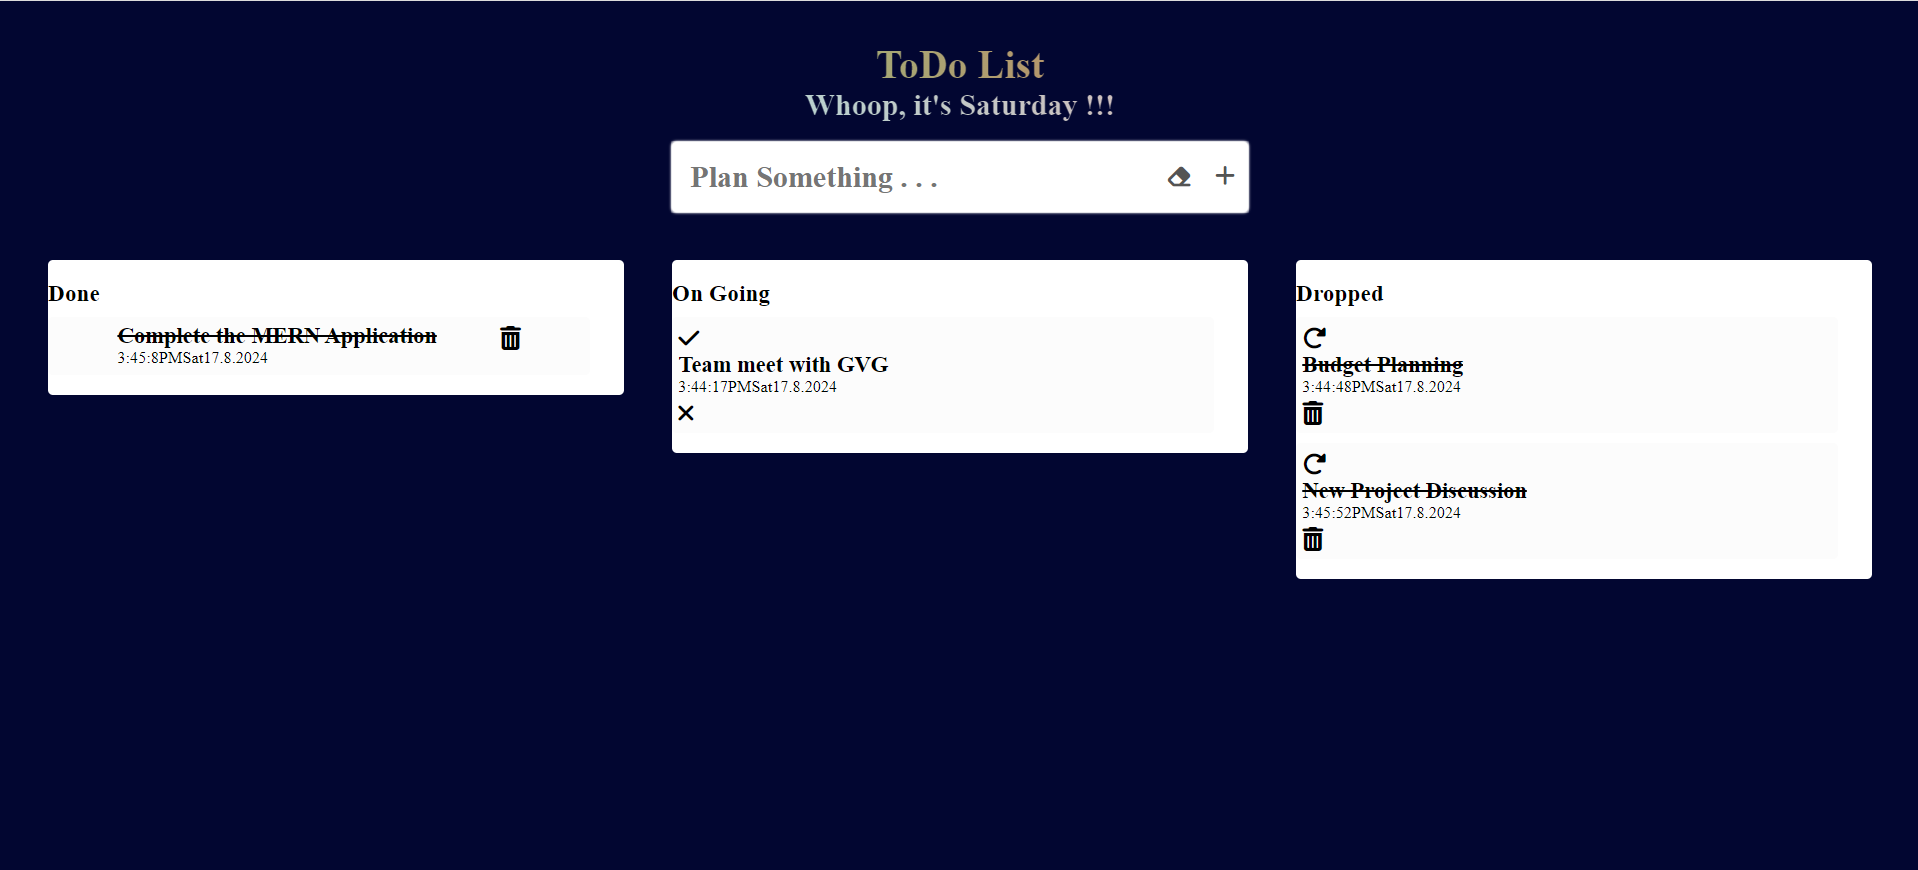 ToDo List
Whoop, it's Saturday !!!
Plan Something . . .
Done
Complete the MERN Application
3:45:8PMSat17.8.2024
On Going
Team meet with GVG
3:44:17PMSat17.8.2024
Dropped
Budget Planning
3:44:48PMSat17.8.2024
New Project Discussion
3:45:52PMSat17.8.2024